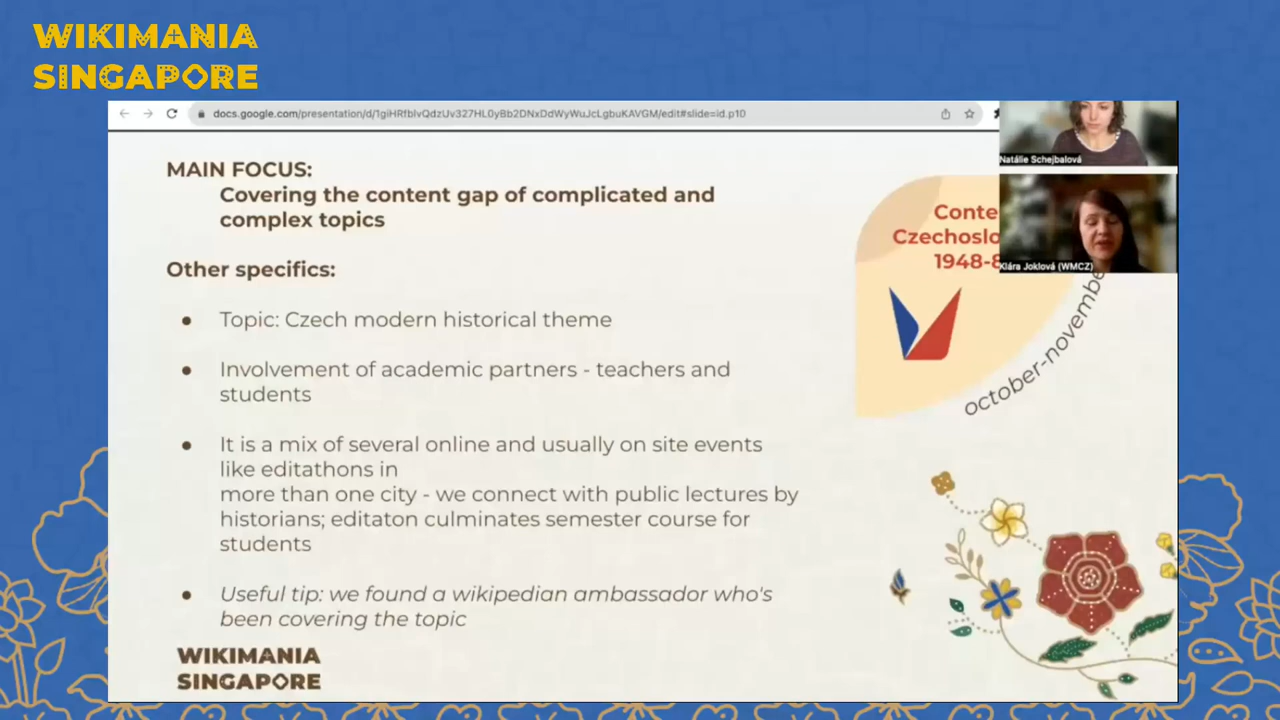 WIKIMANIA
SINGAPORE
docs.google.com/presentation/d/1giHRfbIvQdzUv327HL0yBb2DNxDdWyWuJcLgbuKAVGM/edit#slide=id.p10
MAIN FOCUS:
Covering the content gap of complicated and
complex topics
Other specifics:
● Topic: Czech modern historical theme
● Involvement of academic partners - teachers and
students
● It is a mix of several online and usually on site events
like editathons in
more than one city - we connect with public lectures by
historians; editaton culminates semester course for
students
● Useful tip: we found a wikipedian ambassador who's
been covering the topic
WIKIMANIA
SINGAPORE
Natálie Schejbalová
Klára Joklová (WMCZ)
Conte
Czechoslo
1948-8
october-novembe